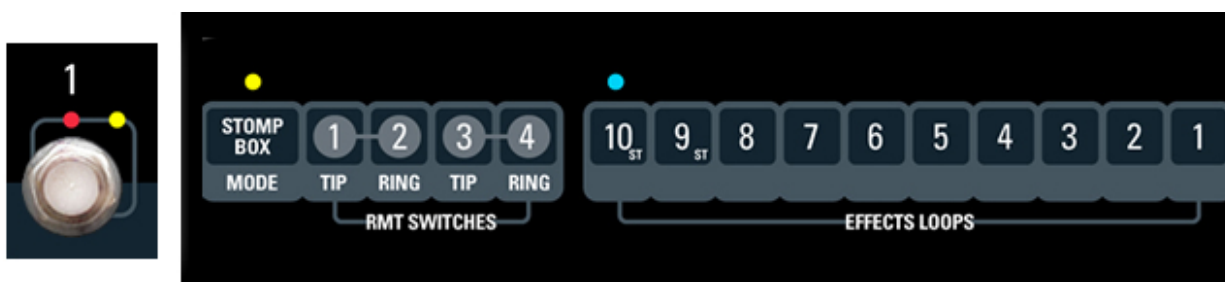 1
STOMP BOX
1 2 3 4
10 ST 9 ST 8 7 6 5 4 3 2 1
MODE TIP RING TIP RING
RMT SWITCHES
EFFECTS LOOPS